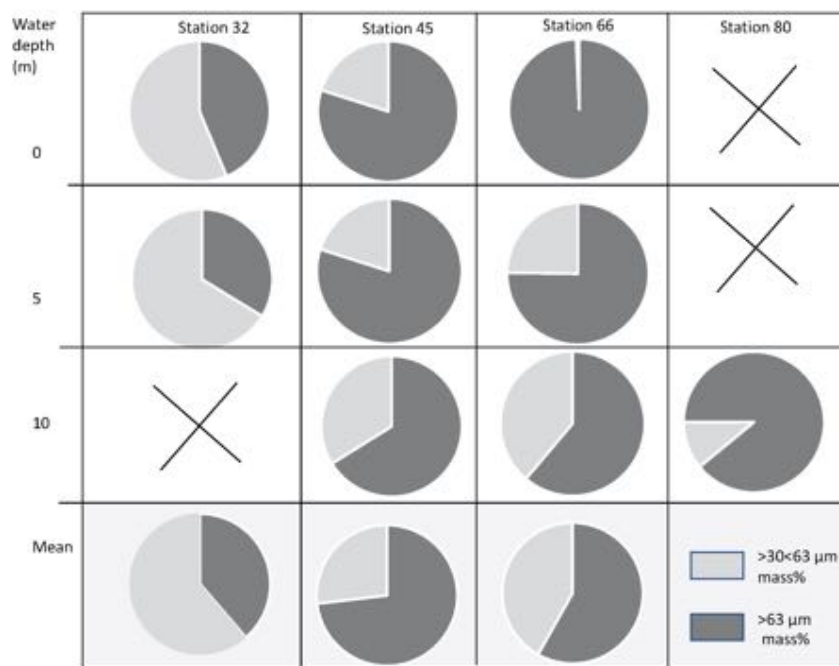 Water
depth
(m)
Station 32
Station 45
Station 66
Station 80
0
5
10
Mean
>30<63 µm
mass%
>63 µm
mass%